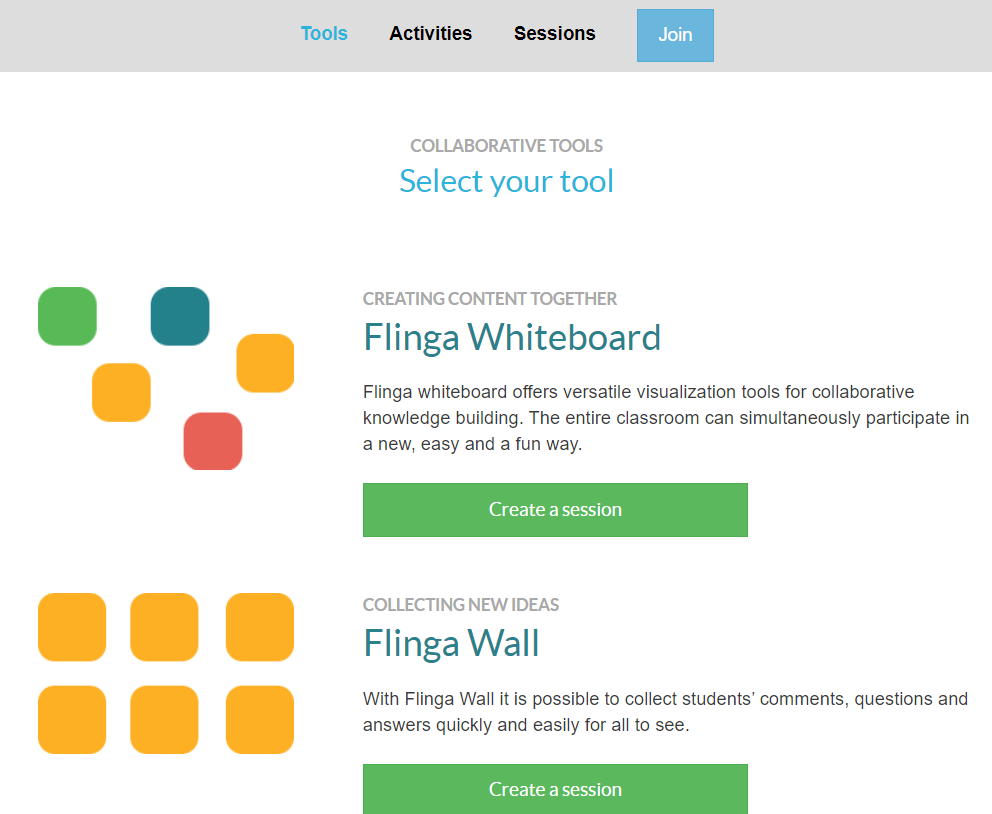 Tools Activities Sessions Join
COLLABORATIVE TOOLS
Select your tool
CREATING CONTENT TOGETHER
Flinga Whiteboard
Flinga whiteboard offers versatile visualization tools for collaborative
knowledge building. The entire classroom can simultaneously participate in
a new, easy and a fun way.
Create a session
COLLECTING NEW IDEAS
Flinga Wall
With Flinga Wall it is possible to collect students’ comments, questions and
answers quickly and easily for all to see.
Create a session